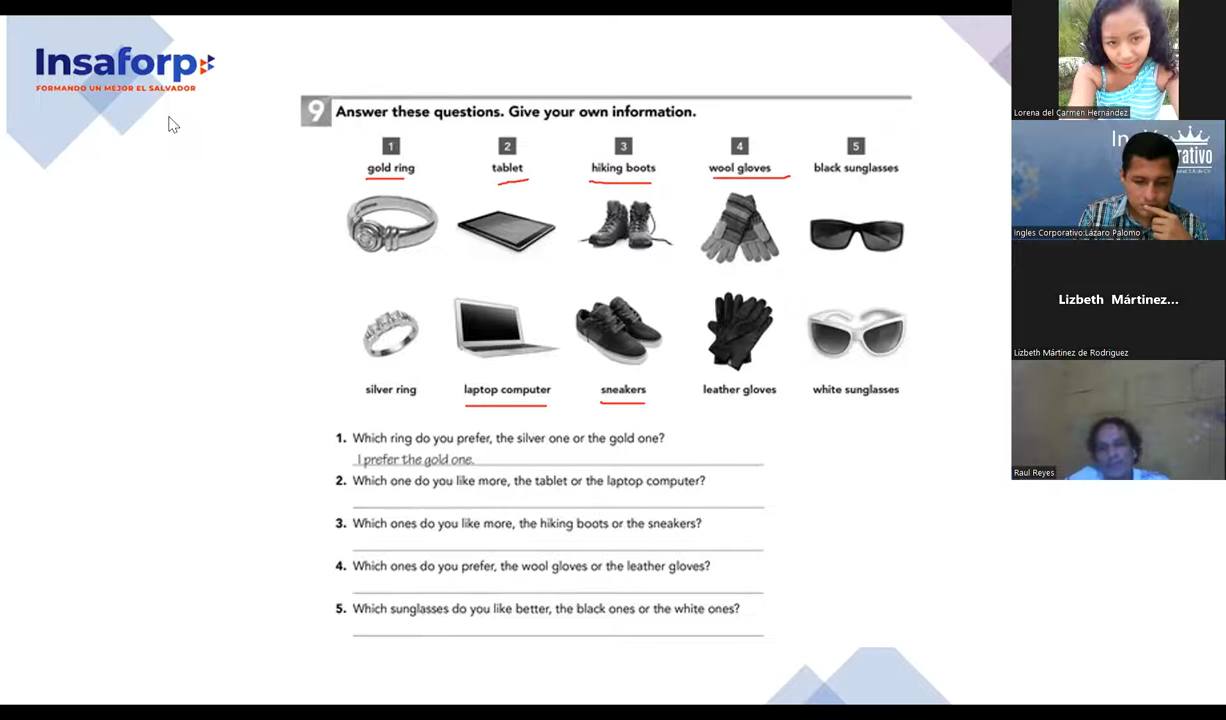 Insaforp
FORMANDO UN MEJOR EL SALVADOR
9 Answer these questions. Give your own information.
1 2 3 4 5
gold ring tablet hiking boots wool gloves black sunglasses
silver ring laptop computer sneakers leather gloves white sunglasses
1. Which ring do you prefer, the silver one or the gold one?
I prefer the gold one.
2. Which one do you like more, the tablet or the laptop computer?
3. Which ones do you like more, the hiking boots or the sneakers?
4. Which ones do you prefer, the wool gloves or the leather gloves?
5. Which sunglasses do you like better, the black ones or the white ones?
Lorena del Carmen Hernández
Ingles Corporativo:Lázaro Palomo
Lizbeth Mártinez...
Lizbeth Mártinez de Rodriguez
Raul Reyes